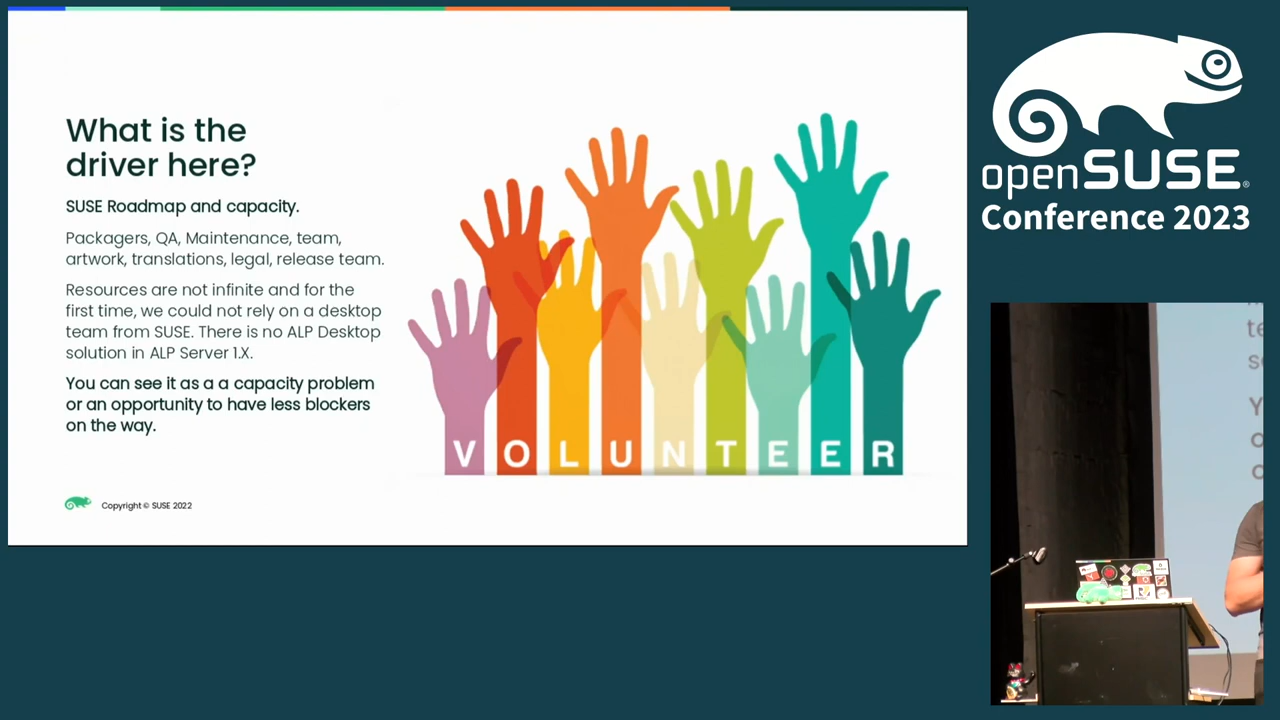 What is the
driver here?
SUSE Roadmap and capacity.
Packagers, QA, Maintenance, team,
artwork, translations, legal, release team.
Resources are not infinite and for the
first time, we could not rely on a desktop
team from SUSE. There is no ALP Desktop
solution in ALP Server 1.X.
You can see it as a a capacity problem
or an opportunity to have less blockers
on the way.
VOLUNTEER
Copyright © SUSE 2022
openSUSE®
Conference 2023